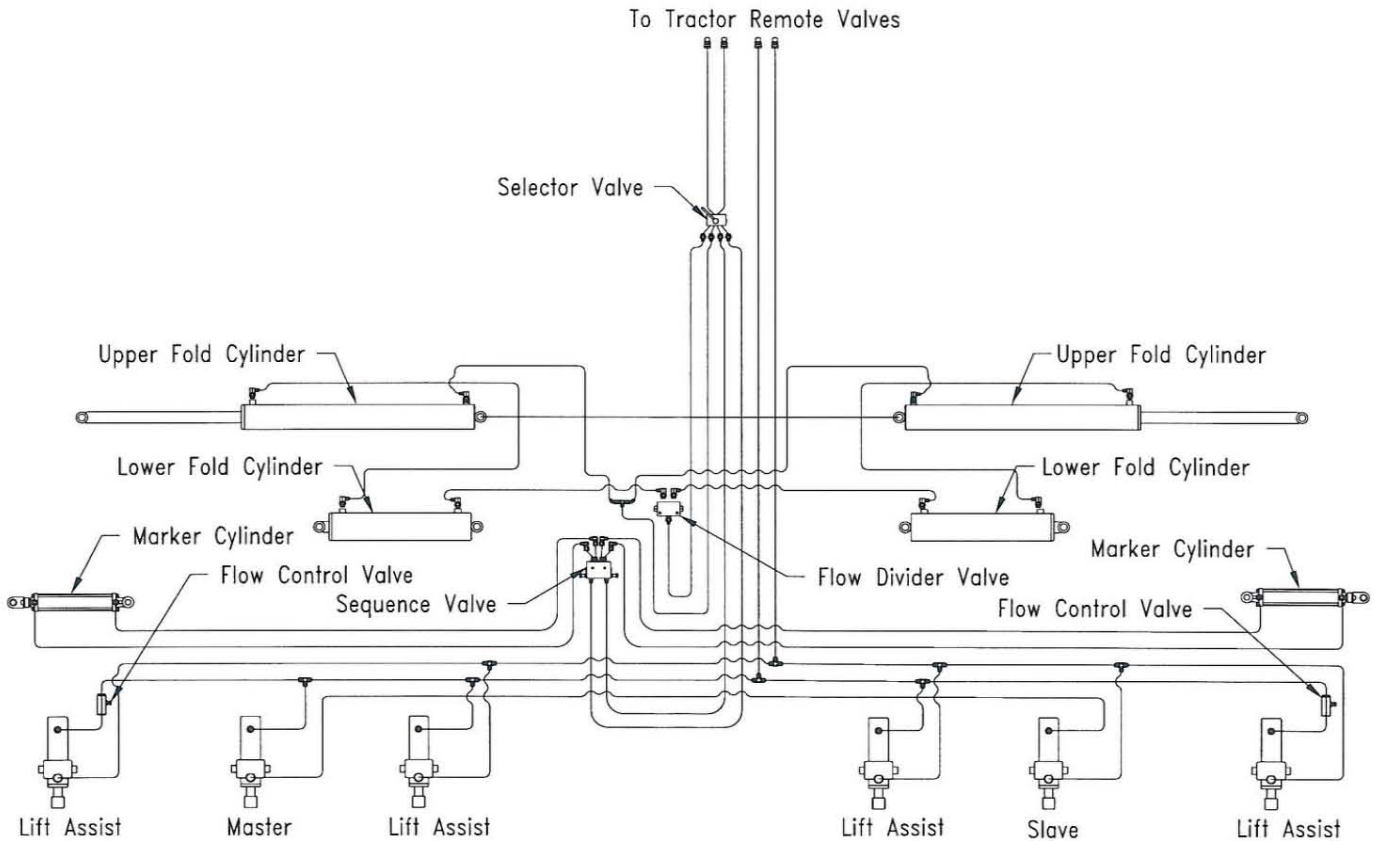 To Tractor Remote Valves
Selector Valve
Upper Fold Cylinder
Upper Fold Cylinder
Lower Fold Cylinder
Lower Fold Cylinder
Marker Cylinder
Marker Cylinder
Flow Control Valve
Flow Divider Valve
Sequence Valve
Flow Control Valve
Lift Assist
Master
Lift Assist
Lift Assist
Slave
Lift Assist